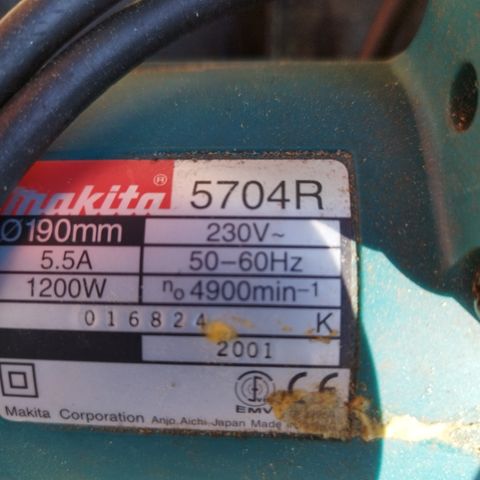 makita® 5704R
Ø190mm 230V~
5.5A 50-60Hz
1200W n₀ 4900min⁻¹
016824 K
2001
EMV CE
Makita Corporation Anjo, Aichi Japan Made